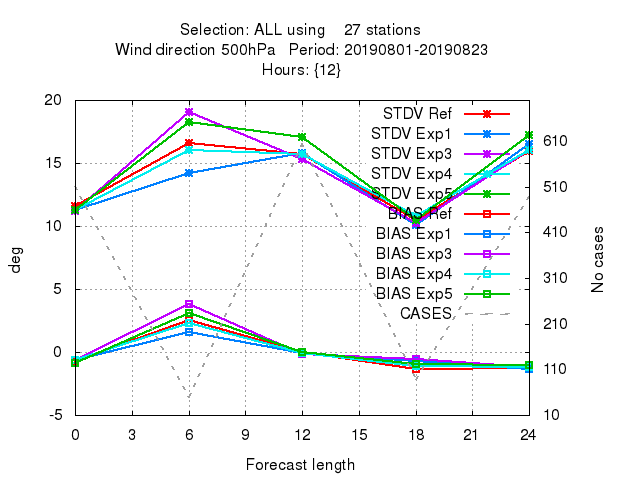 Selection: ALL using 27 stations
Wind direction 500hPa Period: 20190801-20190823
Hours: {12}
20
15
10
5
0
-5
deg
STDV Ref
STDV Exp1
STDV Exp3
STDV Exp4
STDV Exp5
BIAS Ref
BIAS Exp1
BIAS Exp3
BIAS Exp4
BIAS Exp5
CASES
610
510
410
310
210
110
10
No cases
0 3 6 9 12 15 18 21 24
Forecast length